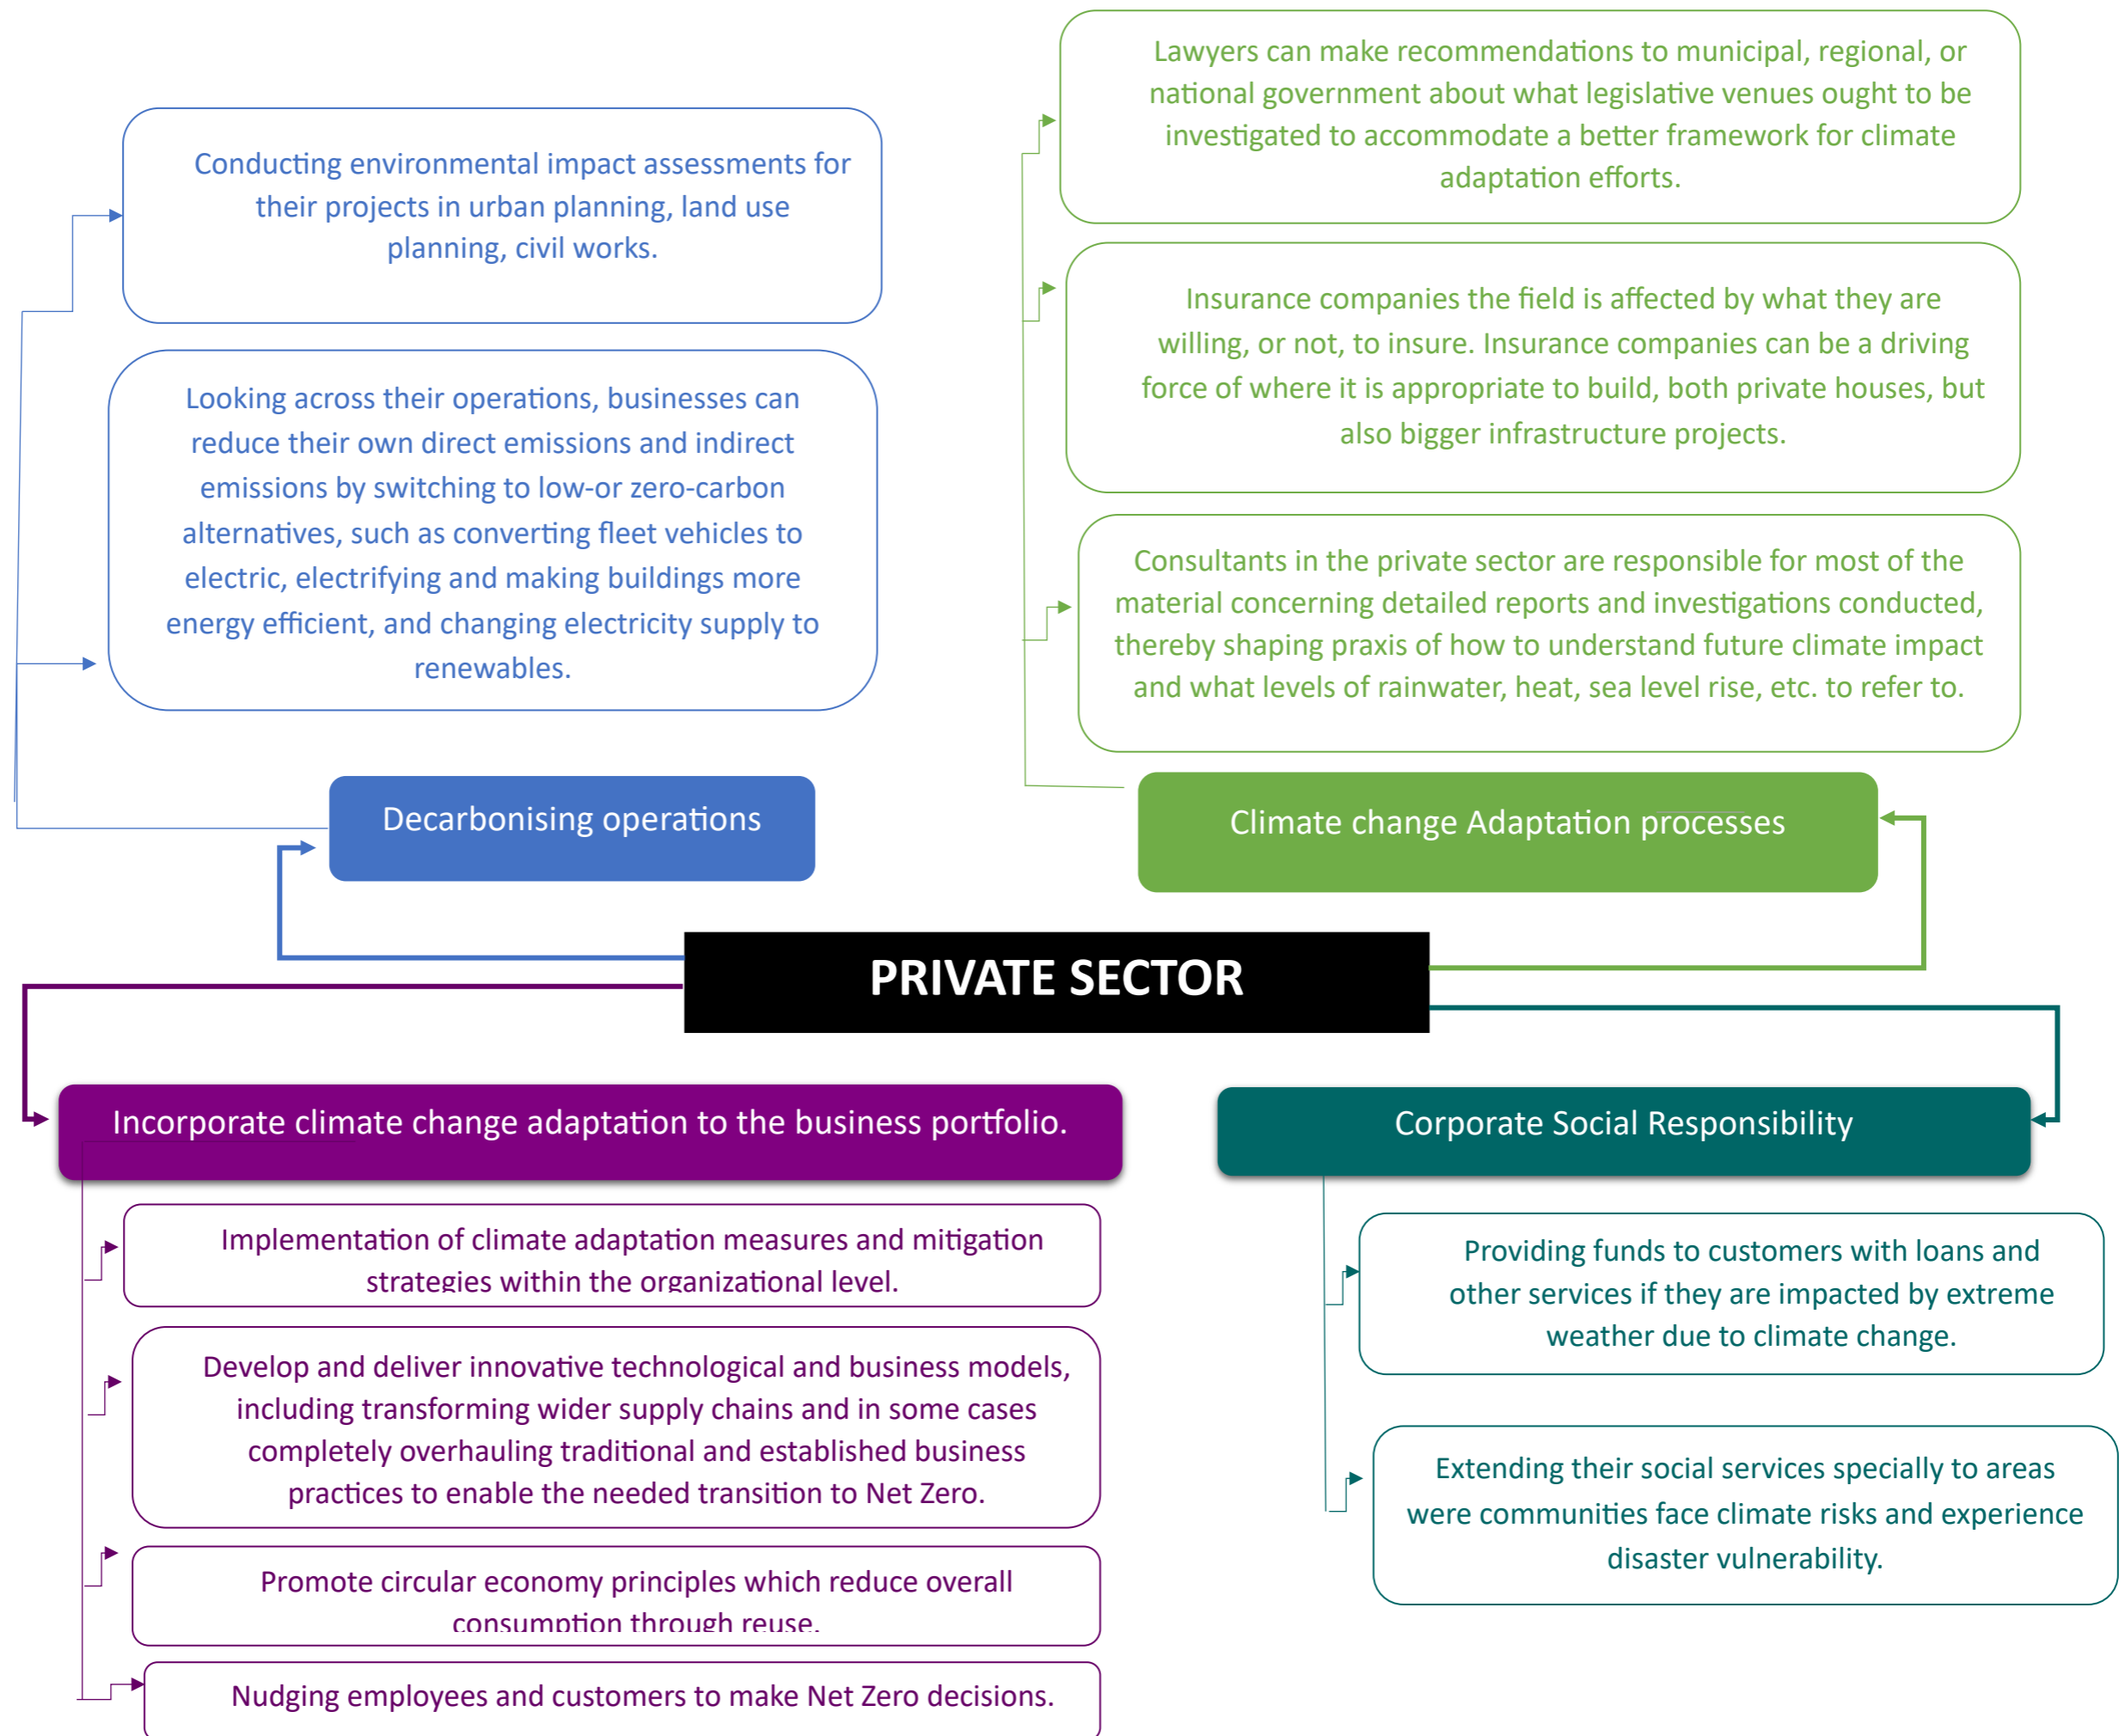 Conducting environmental impact assessments for
their projects in urban planning, land use
planning, civil works.
Looking across their operations, businesses can
reduce their own direct emissions and indirect
emissions by switching to low-or zero-carbon
alternatives, such as converting fleet vehicles to
electric, electrifying and making buildings more
energy efficient, and changing electricity supply to
renewables.
Decarbonising operations
Lawyers can make recommendations to municipal, regional, or
national government about what legislative venues ought to be
investigated to accommodate a better framework for climate
adaptation efforts.
Insurance companies the field is affected by what they are
willing, or not, to insure. Insurance companies can be a driving
force of where it is appropriate to build, both private houses, but
also bigger infrastructure projects.
Consultants in the private sector are responsible for most of the
material concerning detailed reports and investigations conducted,
thereby shaping praxis of how to understand future climate impact
and what levels of rainwater, heat, sea level rise, etc. to refer to.
Climate change Adaptation processes
PRIVATE SECTOR
Incorporate climate change adaptation to the business portfolio.
Implementation of climate adaptation measures and mitigation
strategies within the organizational level.
Develop and deliver innovative technological and business models,
including transforming wider supply chains and in some cases
completely overhauling traditional and established business
practices to enable the needed transition to Net Zero.
Promote circular economy principles which reduce overall
consumption through reuse.
Nudging employees and customers to make Net Zero decisions.
Corporate Social Responsibility
Providing funds to customers with loans and
other services if they are impacted by extreme
weather due to climate change.
Extending their social services specially to areas
were communities face climate risks and experience
disaster vulnerability.